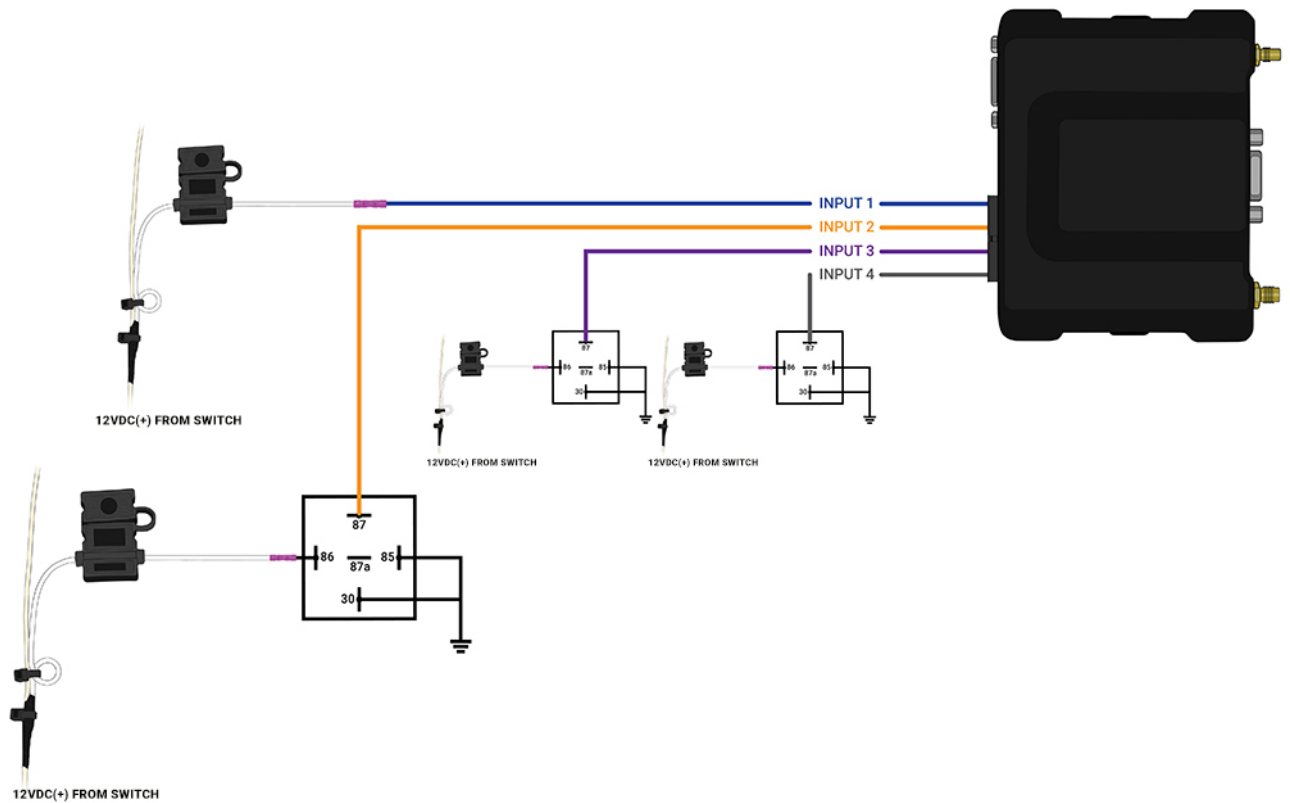 INPUT 1
INPUT 2
INPUT 3
INPUT 4
12VDC(+) FROM SWITCH
87
86
85
87a
30
12VDC(+) FROM SWITCH
87
86
85
87a
30
12VDC(+) FROM SWITCH
87
86
85
87a
30
12VDC(+) FROM SWITCH